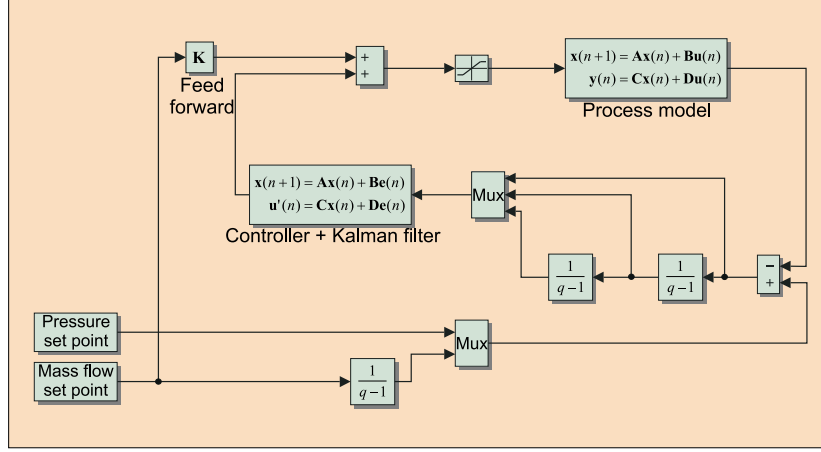 K
Feed
forward
+
+
x(n+1) = Ax(n) + Bu(n)
y(n) = Cx(n) + Du(n)
Process model
x(n+1) = Ax(n) + Be(n)
u'(n) = Cx(n) + De(n)
Controller + Kalman filter
Mux
1
q−1
1
q−1
−
+
Pressure
set point
Mass flow
set point
Mux
1
q−1